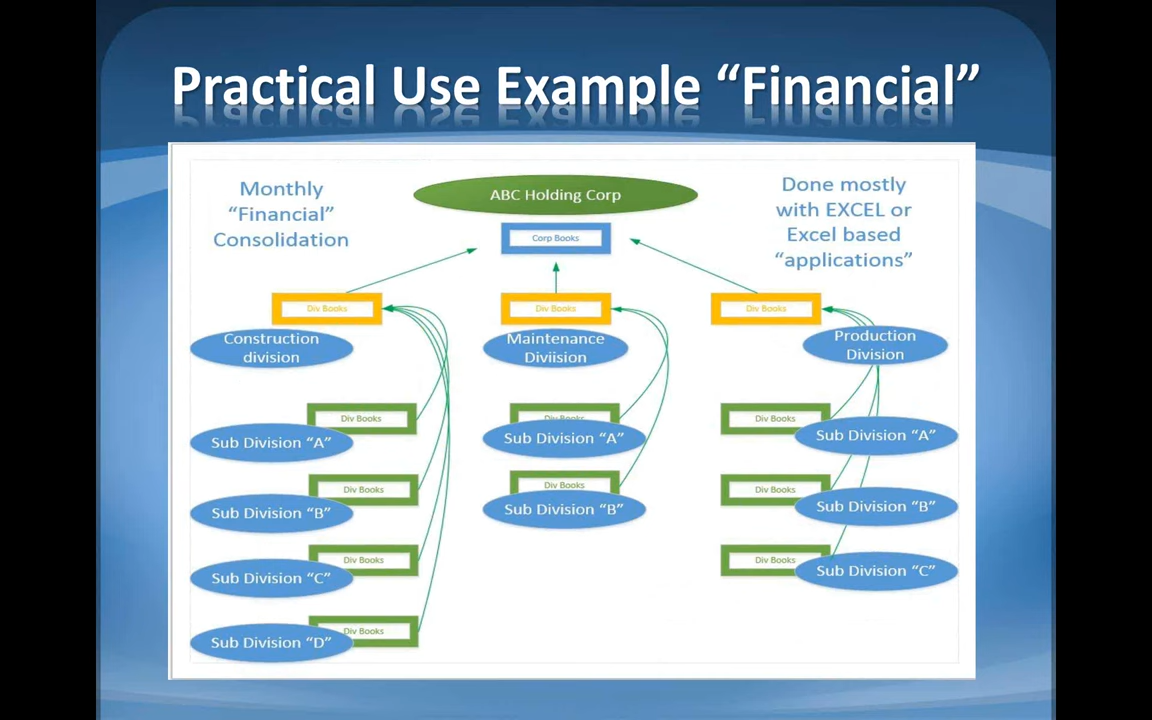 Practical Use Example “Financial”
Monthly
“Financial”
Consolidation
ABC Holding Corp
Corp Books
Done mostly
with EXCEL or
Excel based
“applications”
Div Books
Div Books
Div Books
Construction
division
Maintenance
Diviision
Production
Division
Div Books
Sub Division “A”
Div Books
Sub Division “A”
Div Books
Sub Division “A”
Div Books
Sub Division “B”
Div Books
Sub Division “B”
Div Books
Sub Division “B”
Div Books
Sub Division “C”
Div Books
Sub Division “C”
Div Books
Sub Division “D”